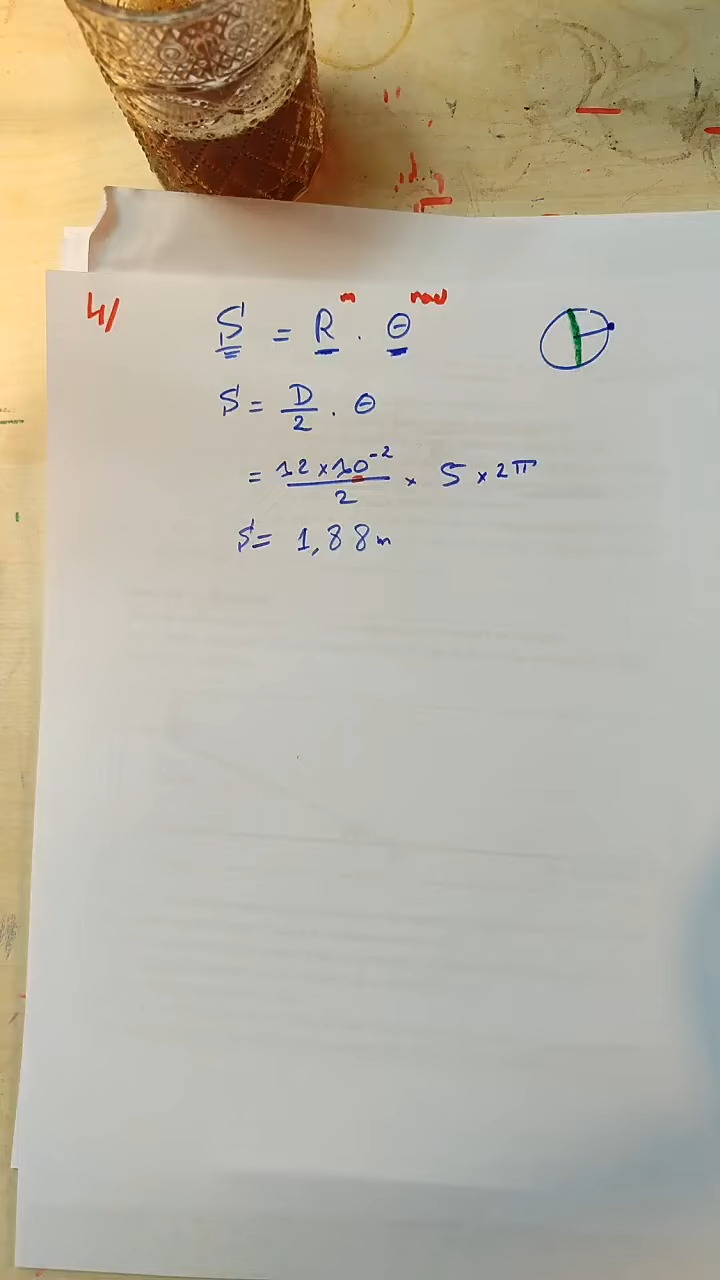 4/ S = R^m . Θ^rad
S = D/2 . Θ
= 12 × 10^-2 / 2 × 5 × 2π
S = 1,88 m